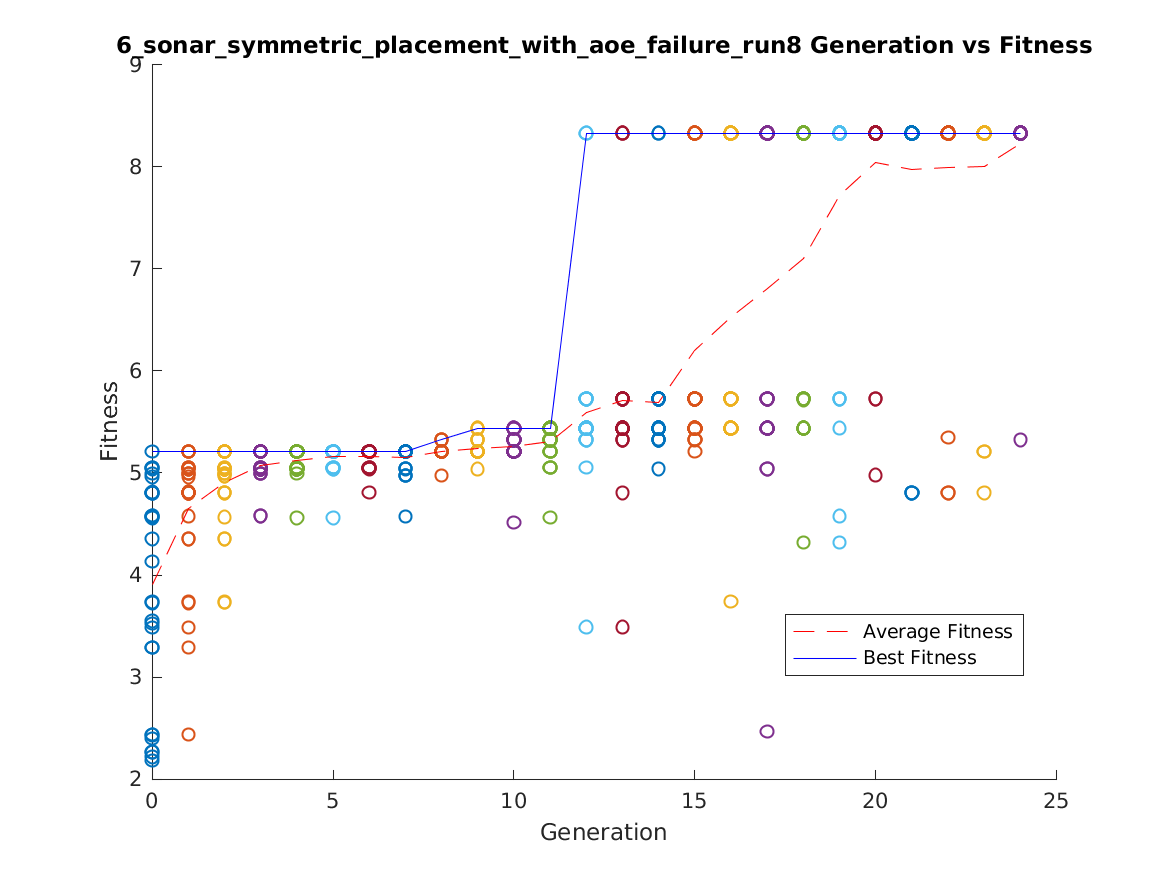 6_sonar_symmetric_placement_with_aoe_failure_run8 Generation vs Fitness
9
8
7
6
5
4
3
2
Fitness
Average Fitness
Best Fitness
0 5 10 15 20 25
Generation